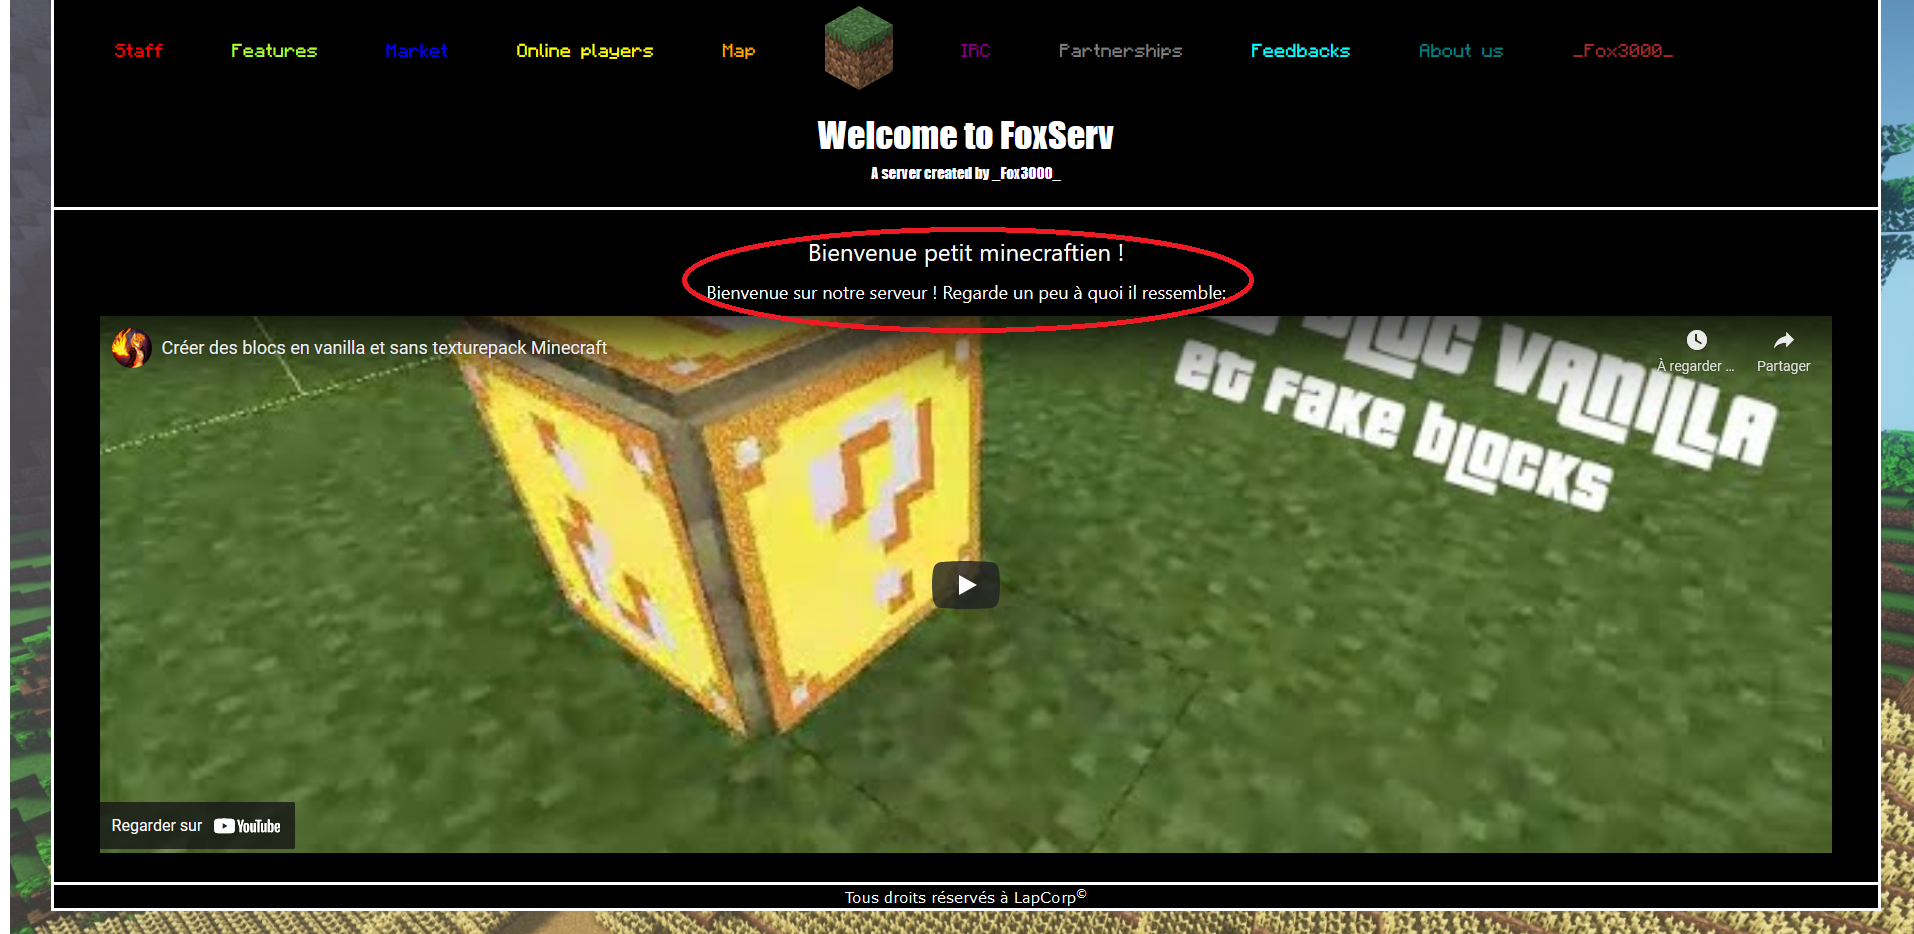 Staff Features Market Online players Map IRC Partnerships Feedbacks About us _Fox3000_
Welcome to FoxServ
A server created by _Fox3000_
Bienvenue petit minecraftien !
Bienvenue sur notre serveur ! Regarde un peu à quoi il ressemble:
Créer des blocs en vanilla et sans texturepack Minecraft
À regarder ... Partager
BLOC VANILLA
ET FAKE BLOCKS
Regarder sur YouTube
Tous droits réservés à LapCorp©